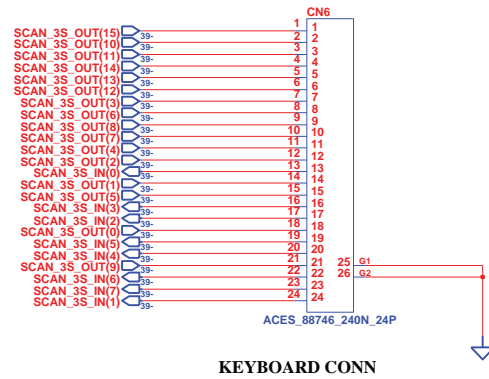 CN6
SCAN_3S_OUT(15) 39- 1 1
SCAN_3S_OUT(10) 39- 2 2
SCAN_3S_OUT(11) 39- 3 3
SCAN_3S_OUT(14) 39- 4 4
SCAN_3S_OUT(13) 39- 5 5
SCAN_3S_OUT(12) 39- 6 6
SCAN_3S_OUT(3) 39- 7 7
SCAN_3S_OUT(6) 39- 8 8
SCAN_3S_OUT(8) 39- 9 9
SCAN_3S_OUT(7) 39- 10 10
SCAN_3S_OUT(4) 39- 11 11
SCAN_3S_OUT(2) 39- 12 12
SCAN_3S_IN(0) 39- 13 13
SCAN_3S_OUT(1) 39- 14 14
SCAN_3S_OUT(5) 39- 15 15
SCAN_3S_IN(3) 39- 16 16
SCAN_3S_IN(2) 39- 17 17
SCAN_3S_OUT(0) 39- 18 18
SCAN_3S_IN(5) 39- 19 19
SCAN_3S_IN(4) 39- 20 20
SCAN_3S_OUT(9) 39- 21 21 25 G1
SCAN_3S_IN(6) 39- 22 22 26 G2
SCAN_3S_IN(7) 39- 23 23
SCAN_3S_IN(1) 39- 24 24
ACES_88746_240N_24P
KEYBOARD CONN